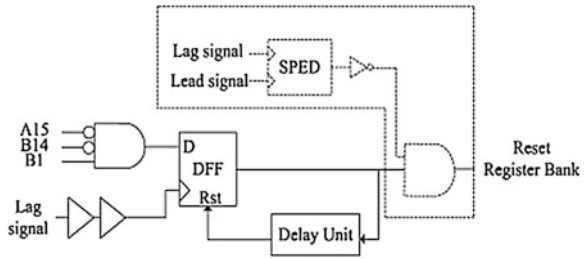 Lag signal
SPED
Lead signal
A15
B14
B1
D
DFF
Rst
Lag
signal
Delay Unit
Reset
Register Bank